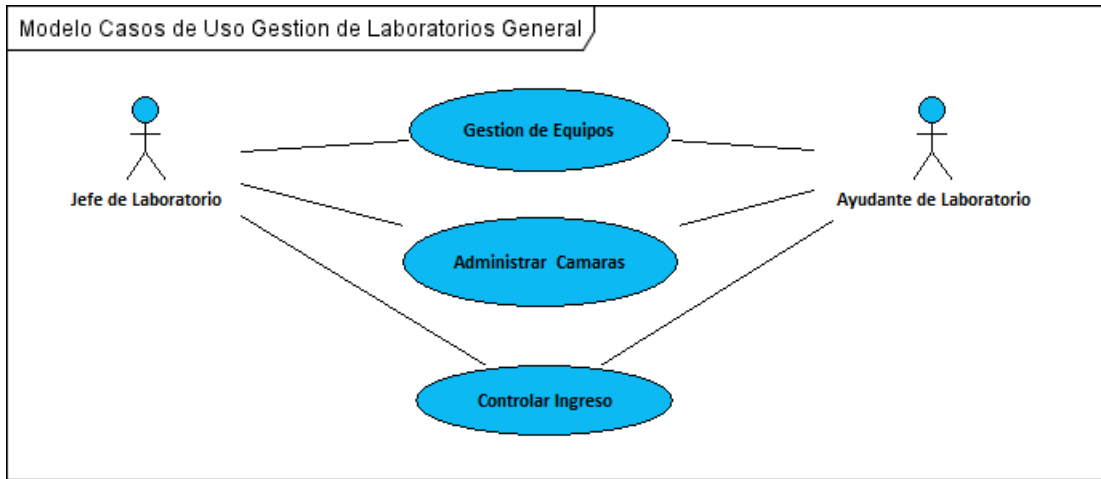 Modelo Casos de Uso Gestion de Laboratorios General
Gestion de Equipos
Jefe de Laboratorio
Ayudante de Laboratorio
Administrar Camaras
Controlar Ingreso